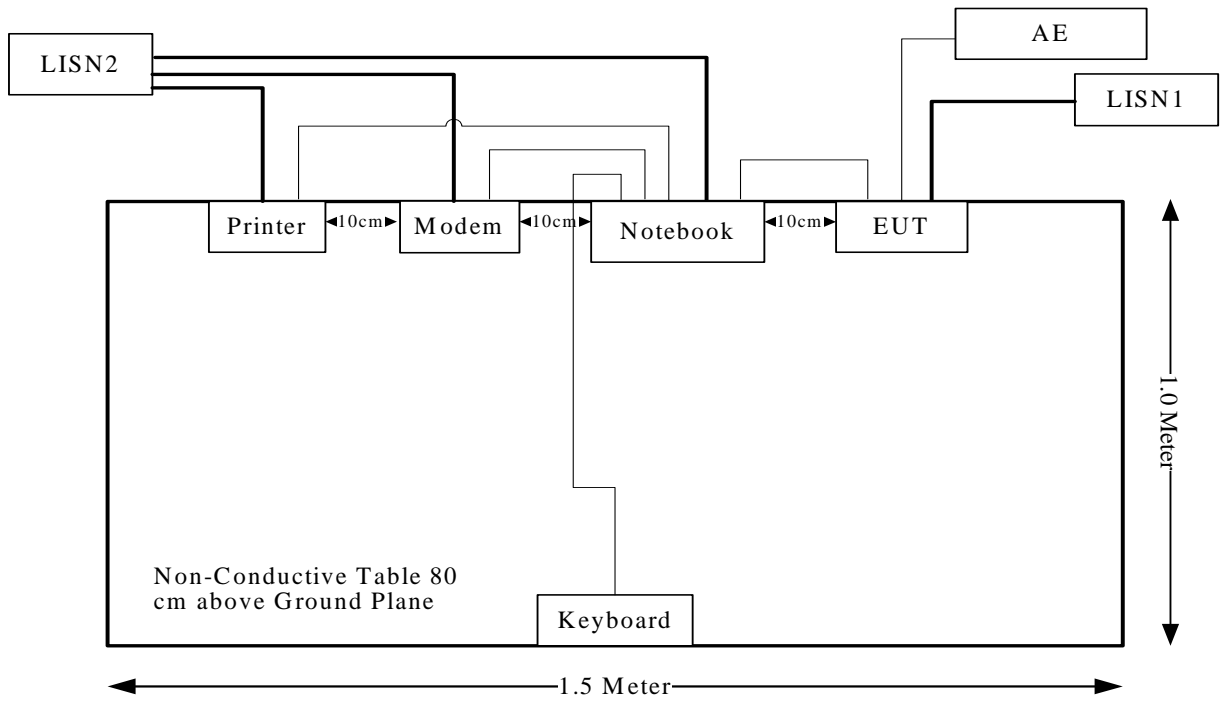 AE
LISN2
LISN1
Printer
10cm
Modem
10cm
Notebook
10cm
EUT
1.0 Meter
Non-Conductive Table 80
cm above Ground Plane
Keyboard
1.5 Meter